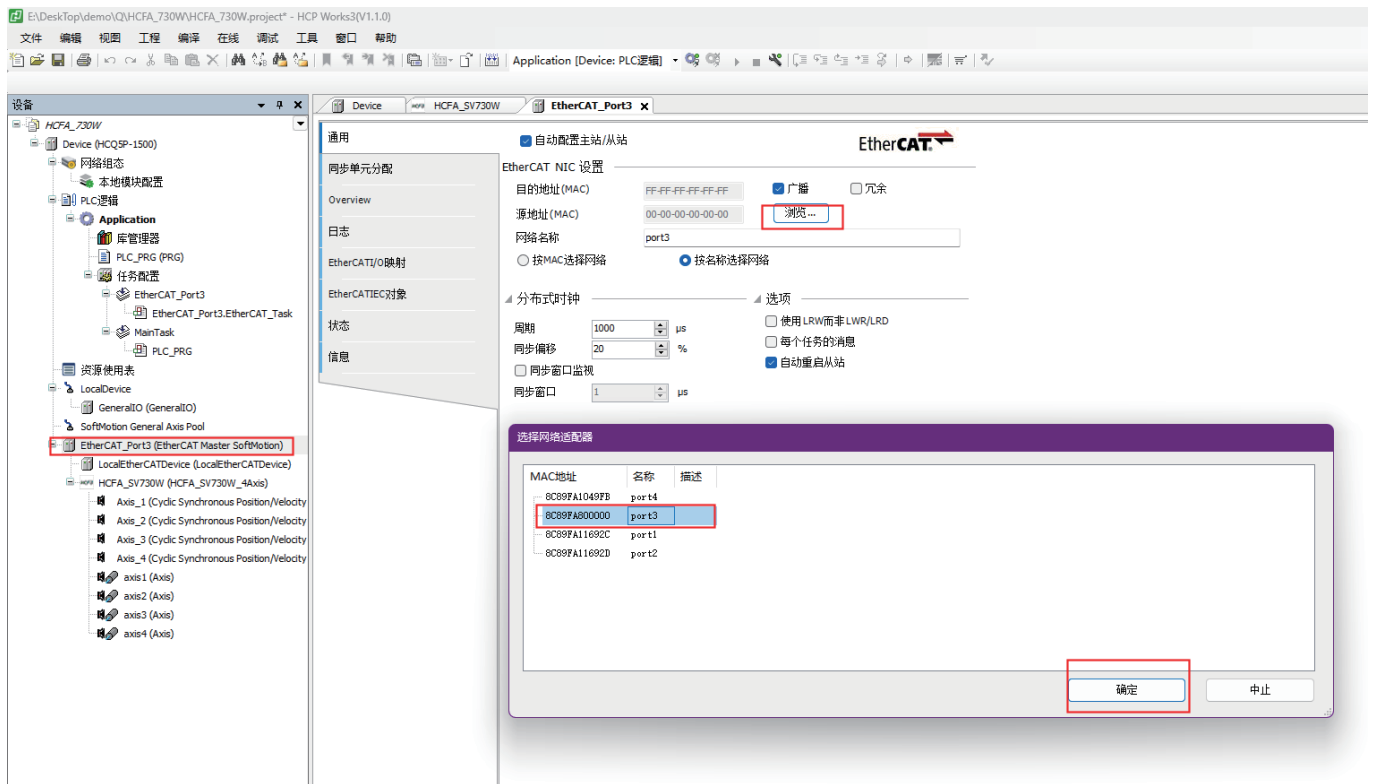 E:\DeskTop\demo\Q\HCFA_730W\HCFA_730W.project* - HCP Works3(V1.1.0)
文件 编辑 视图 工程 编译 在线 调试 工具 窗口 帮助
Application [Device: PLC逻辑]
设备
HCFA_730W
Device (HCQ5P-1500)
网络组态
本地模块配置
PLC逻辑
Application
库管理器
PLC_PRG (PRG)
任务配置
EtherCAT_Port3
EtherCAT_Port3.EtherCAT_Task
MainTask
PLC_PRG
资源使用表
LocalDevice
GeneralIO (GeneralIO)
SoftMotion General Axis Pool
EtherCAT_Port3 (EtherCAT Master SoftMotion)
LocalEtherCATDevice (LocalEtherCATDevice)
HCFA_SV730W (HCFA_SV730W_4Axis)
Axis_1 (Cyclic Synchronous Position/Velocity
Axis_2 (Cyclic Synchronous Position/Velocity
Axis_3 (Cyclic Synchronous Position/Velocity
Axis_4 (Cyclic Synchronous Position/Velocity
axis1 (Axis)
axis2 (Axis)
axis3 (Axis)
axis4 (Axis)
Device HCFA_SV730W EtherCAT_Port3
通用
同步单元分配
Overview
日志
EtherCATI/O映射
EtherCATIEC对象
状态
信息
自动配置主站/从站
EtherCAT
EtherCAT NIC 设置
目的地址(MAC) FF-FF-FF-FF-FF-FF 广播 冗余
源地址(MAC) 00-00-00-00-00-00 浏览...
网络名称 port3
按MAC选择网络 按名称选择网络
分布式时钟 选项
周期 1000 µs 使用LRW而非LWR/LRD
同步偏移 20 % 每个任务的消息
同步窗口监视 自动重启从站
同步窗口 1 µs
选择网络适配器
MAC地址 名称 描述
8C89FA1049FB port4
8C89FA800000 port3
8C89FA11692C port1
8C89FA11692D port2
确定 中止